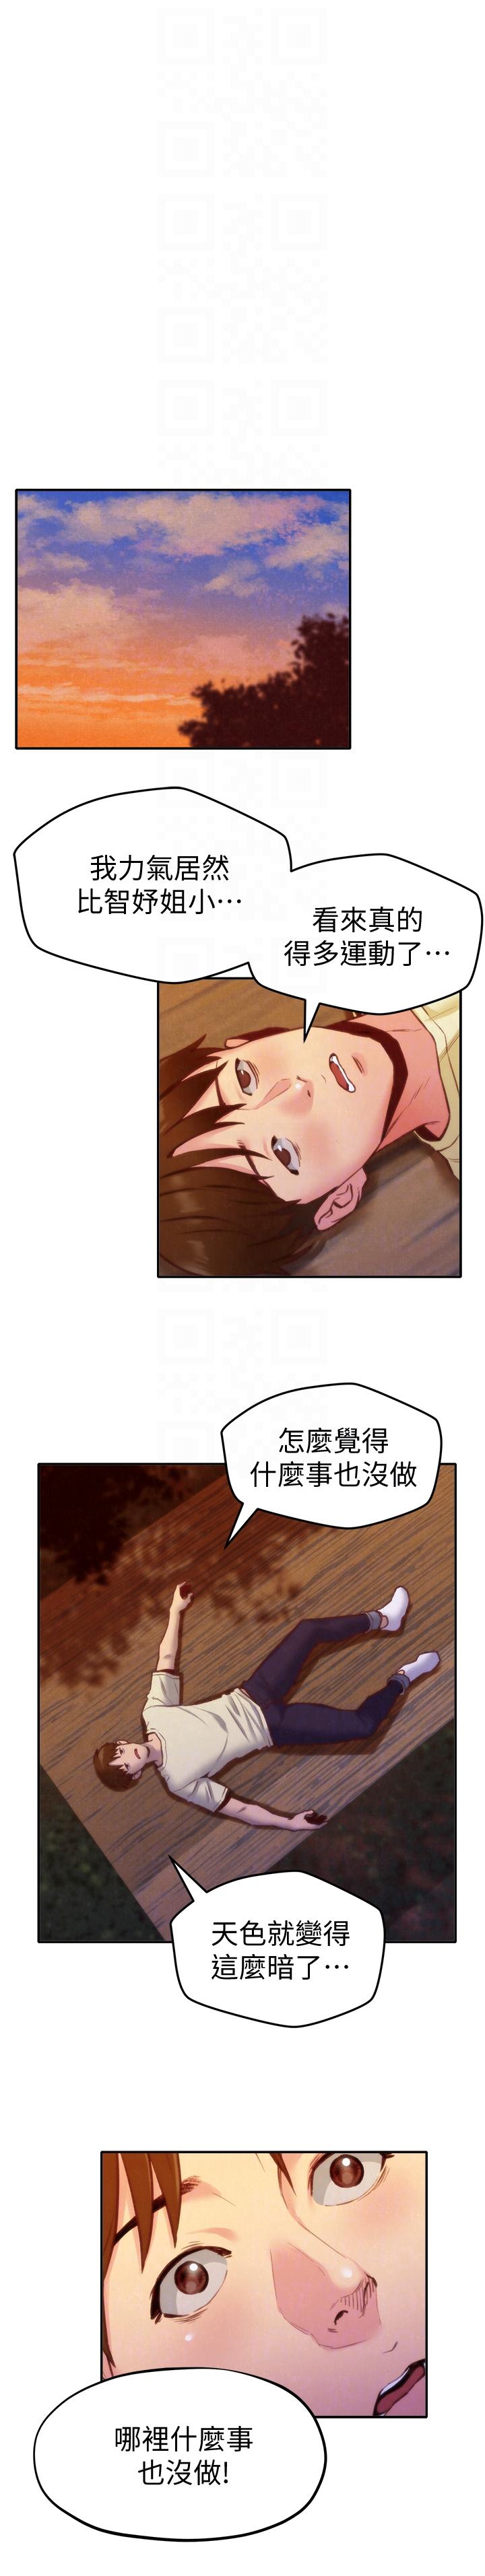 我力氣居然
比智妤姐小…
看來真的
得多運動了…
怎麼覺得
什麼事也沒做
天色就變得
這麼暗了…
哪裡什麼事
也沒做!